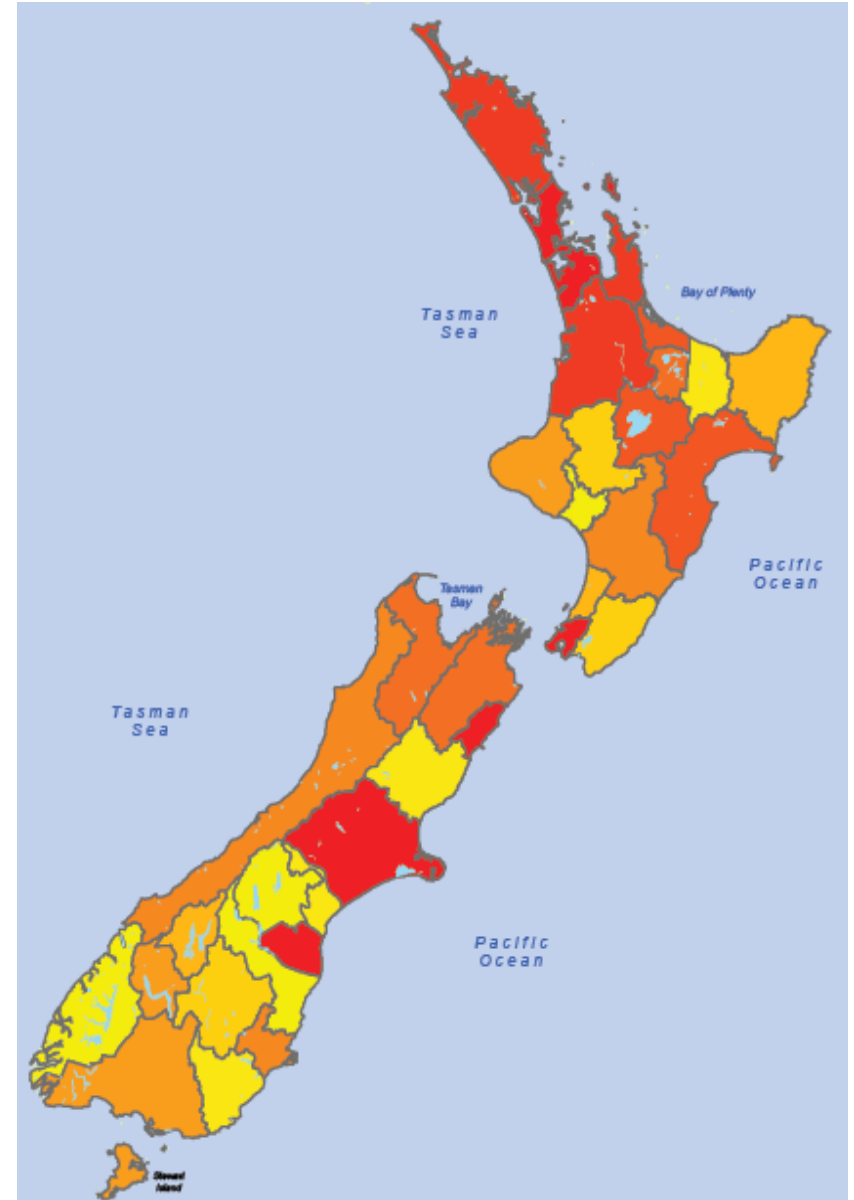 Bay of Plenty
Tasman
Sea
Pacific
Ocean
Tasman
Bay
Tasman
Sea
Pacific
Ocean
Stewart
Island